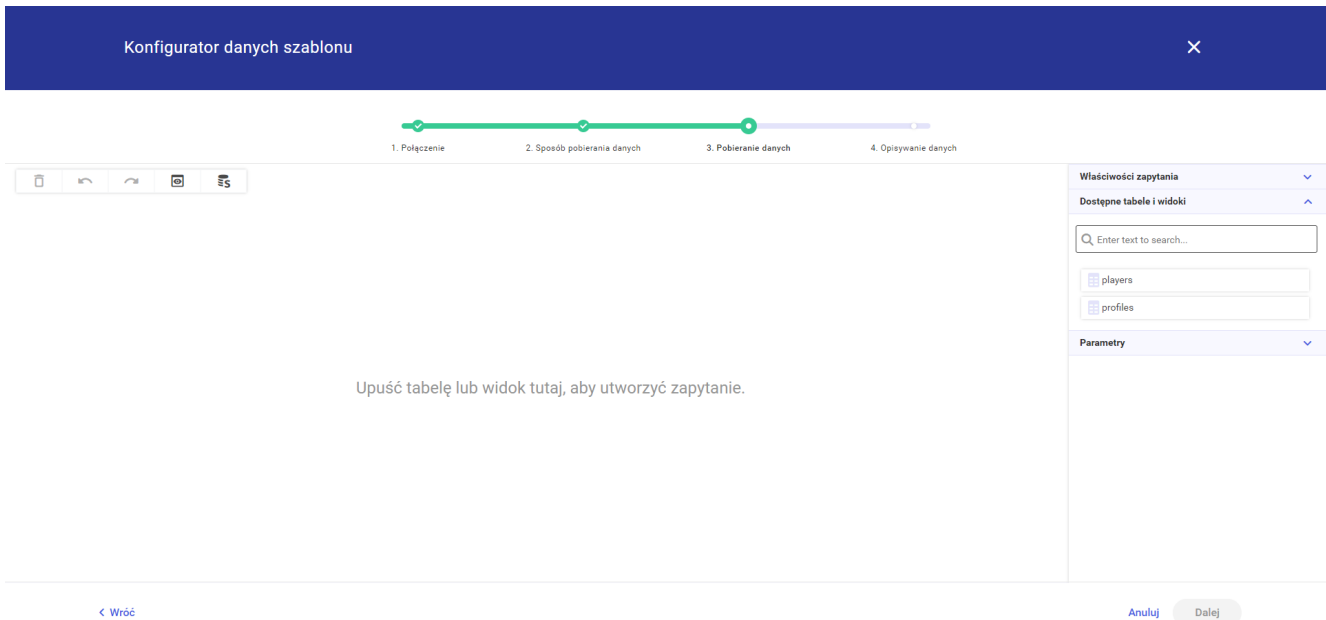 Konfigurator danych szablonu
1. Połączenie
2. Sposób pobierania danych
3. Pobieranie danych
4. Opisywanie danych
S
Właściwości zapytania
Dostępne tabele i widoki
Enter text to search...
players
profiles
Parametry
Upuść tabelę lub widok tutaj, aby utworzyć zapytanie.
Wróć
Anuluj
Dalej